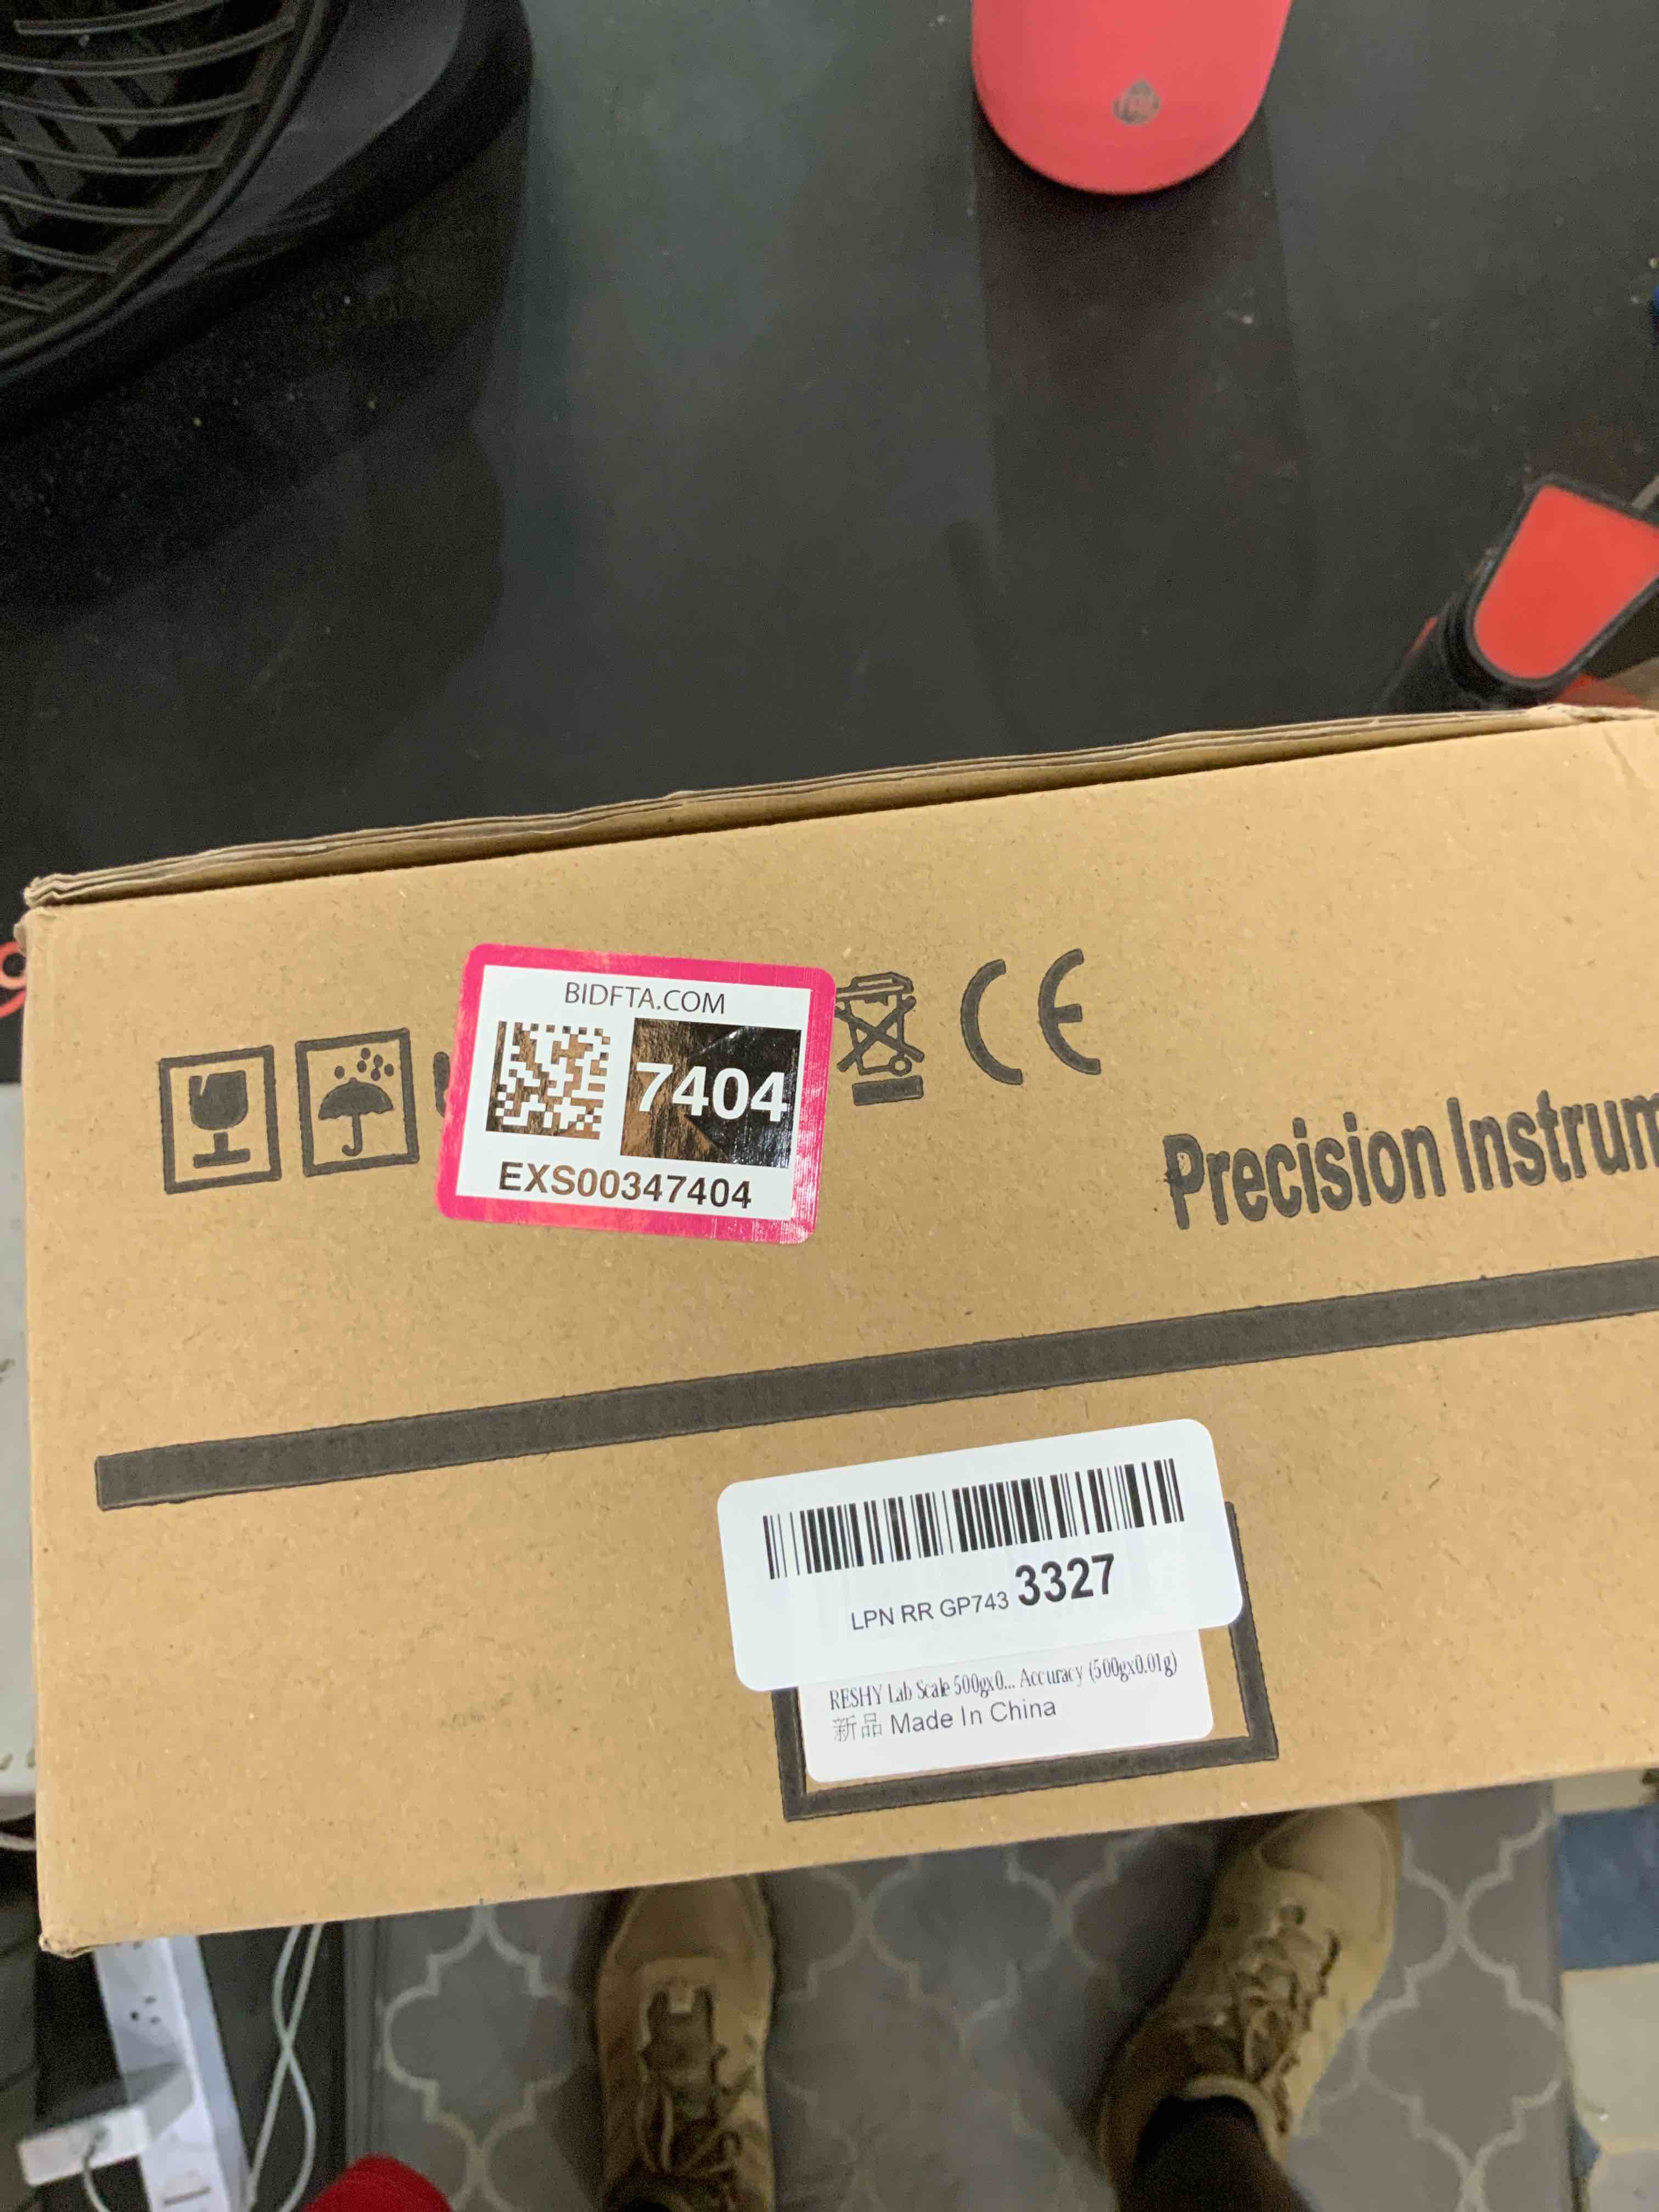 BIDFTA.COM
7404
EXS00347404
CE
Precision
LPN RR GP743 3327
RESHY Lab Scale 500gx0... Accuracy (500gx0.01g)
新品 Made In China